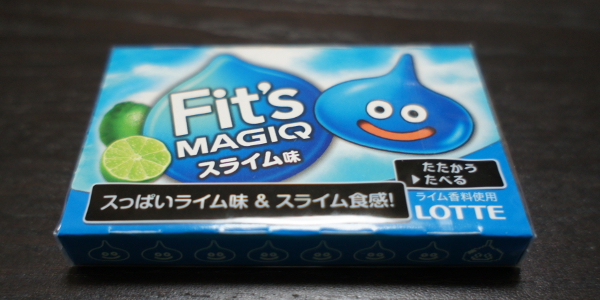 Fit's
MAGIQ
スライム味
たたかう
▶たべる
スっぱいライム味 & スライム食感!
ライム香料使用
LOTTE